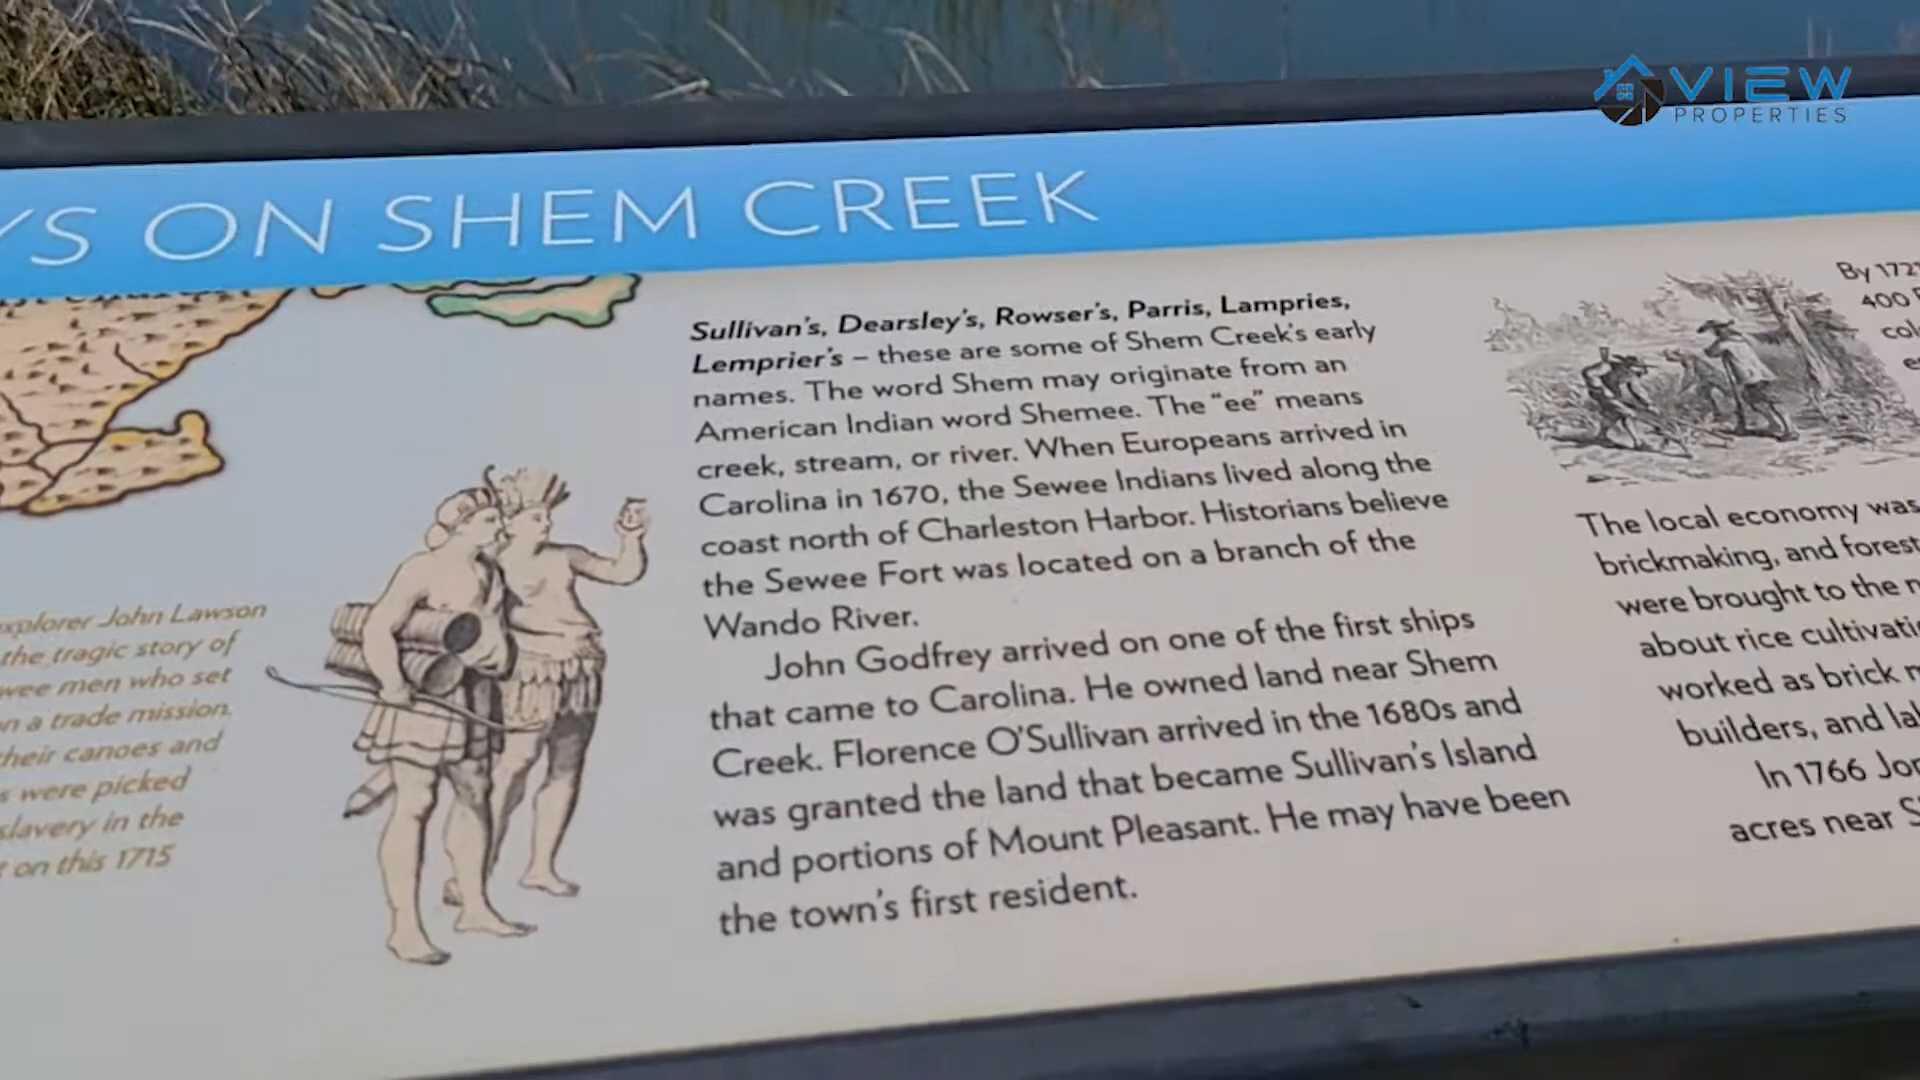 VIEW
PROPERTIES
YS ON SHEM CREEK
explorer John Lawson
the tragic story of
wee men who set
on a trade mission.
their canoes and
s were picked
slavery in the
on this 1715
Sullivan's, Dearsley's, Rowser's, Parris, Lampries,
Lemprier's – these are some of Shem Creek's early
names. The word Shem may originate from an
American Indian word Shemee. The "ee" means
creek, stream, or river. When Europeans arrived in
Carolina in 1670, the Sewee Indians lived along the
coast north of Charleston Harbor. Historians believe
the Sewee Fort was located on a branch of the
Wando River.
John Godfrey arrived on one of the first ships
that came to Carolina. He owned land near Shem
Creek. Florence O'Sullivan arrived in the 1680s and
was granted the land that became Sullivan's Island
and portions of Mount Pleasant. He may have been
the town's first resident.
By 172
400
col
The local economy was
brickmaking, and forest
were brought to the
about rice cultivati
worked as brick
builders, and la
In 1766 Jo
acres near S